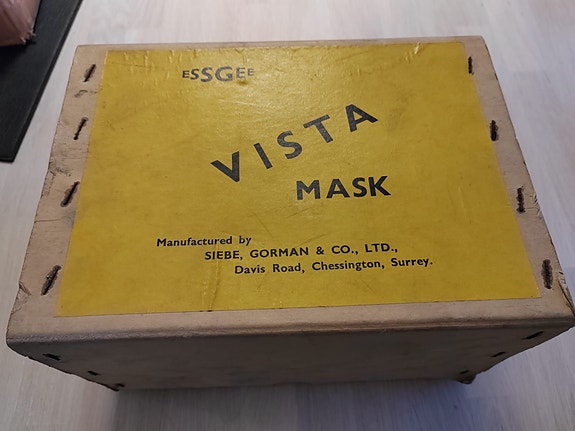 ESSGEE
VISTA
MASK
Manufactured by
SIEBE, GORMAN & CO., LTD.,
Davis Road, Chessington, Surrey.